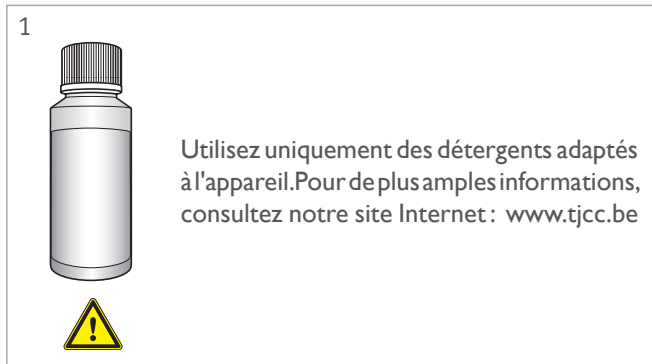 1
Utilisez uniquement des détergents adaptés
à l'appareil.Pour de plus amples informations,
consultez notre site Internet : www.tjcc.be
!